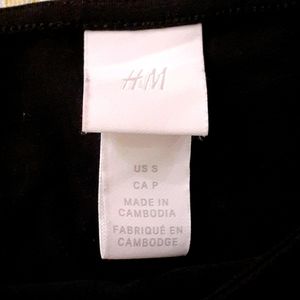 H&M
US S
CA P
MADE IN
CAMBODIA
FABRIQUÉ EN
CAMBODGE